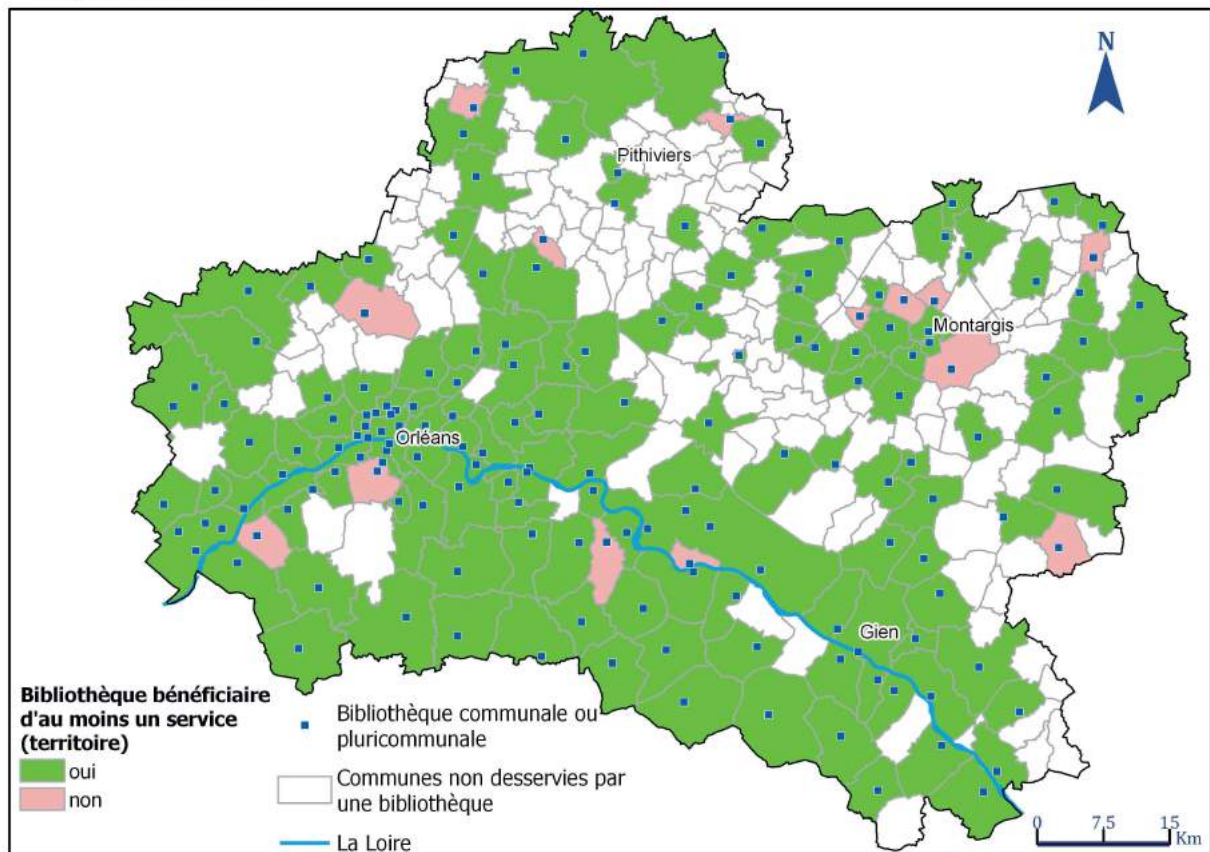 N
Pithiviers
Montargis
Orléans
Gien
Bibliothèque bénéficiaire
d'au moins un service
(territoire)
oui
non
Bibliothèque communale ou
pluricommunale
Communes non desservies par
une bibliothèque
La Loire
0 7,5 15
Km